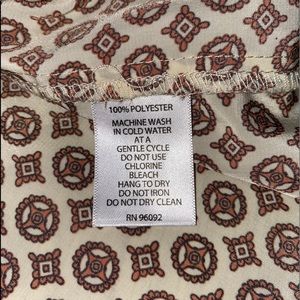 100% POLYESTER
MACHINE WASH
IN COLD WATER
AT A
GENTLE CYCLE
DO NOT USE
CHLORINE
BLEACH
HANG TO DRY
DO NOT IRON
DO NOT DRY CLEAN
RN 96092